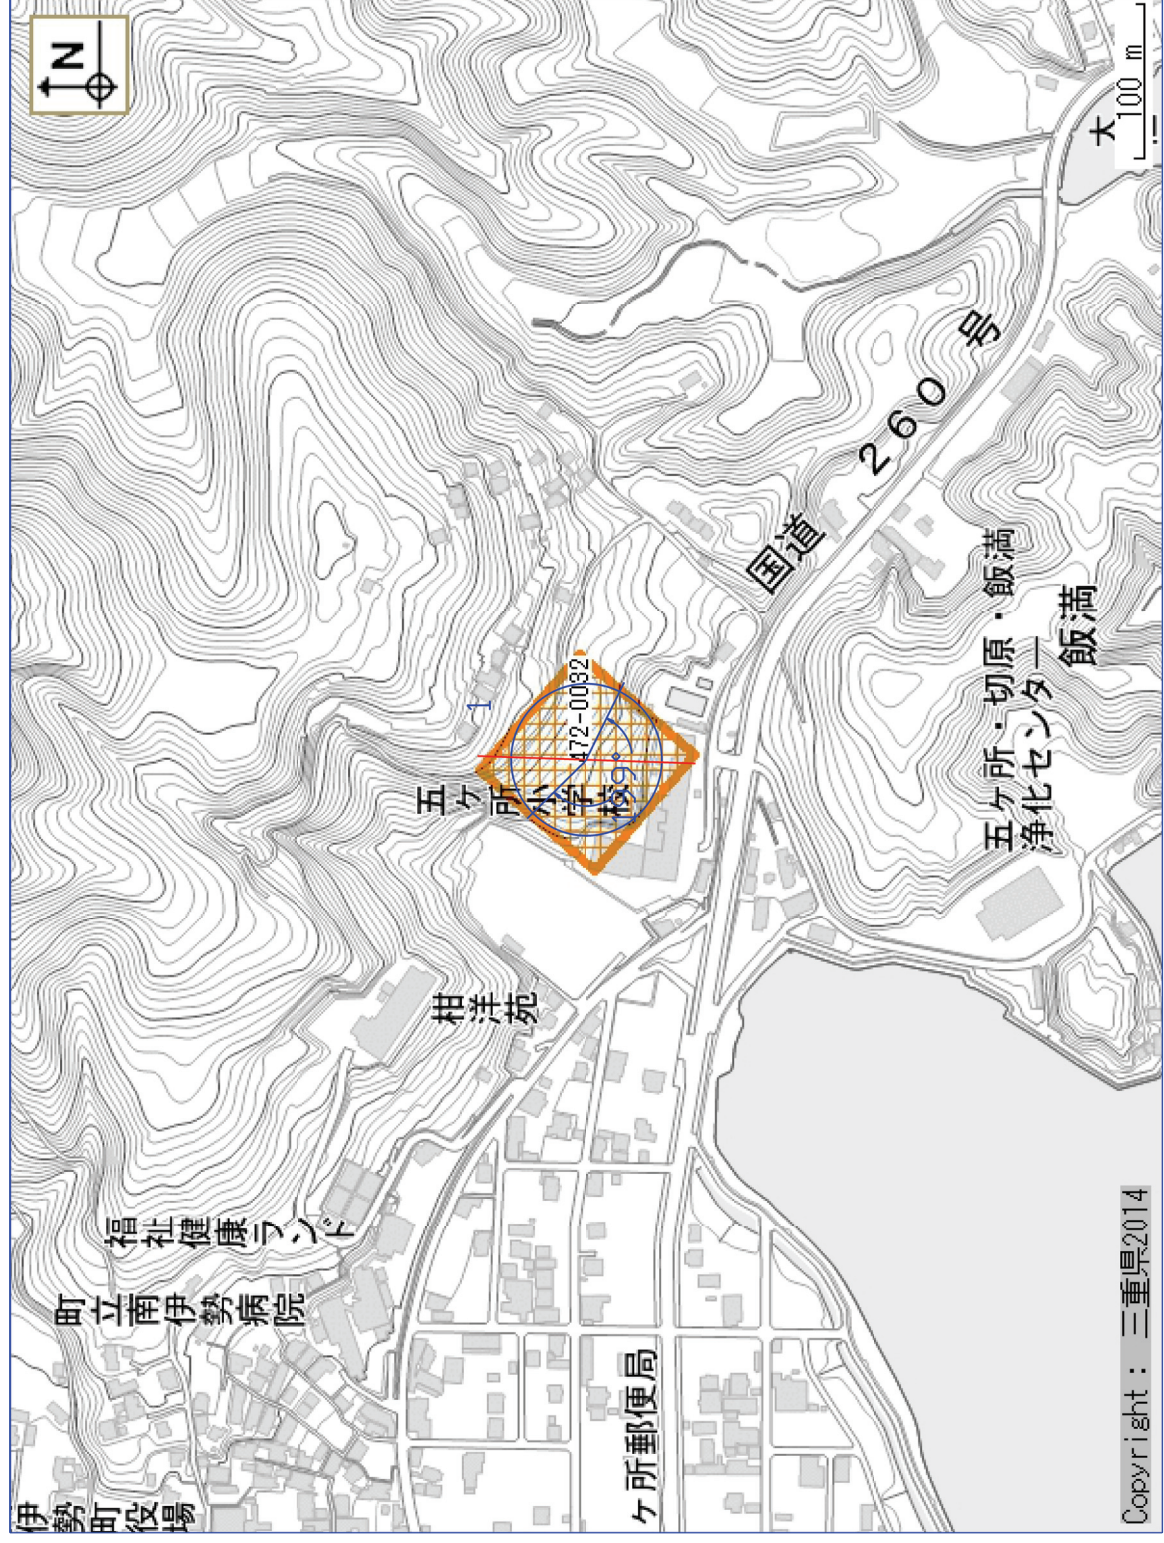 N
伊勢町役場
町立南伊勢病院
福祉健康ランド
柑洋苑
五ヶ所小学校
472-0032
1
ヶ所郵便局
国道260号
五ヶ所・切原・飯満
浄化センター
飯満
大
100 m
Copyright : 三重県2014